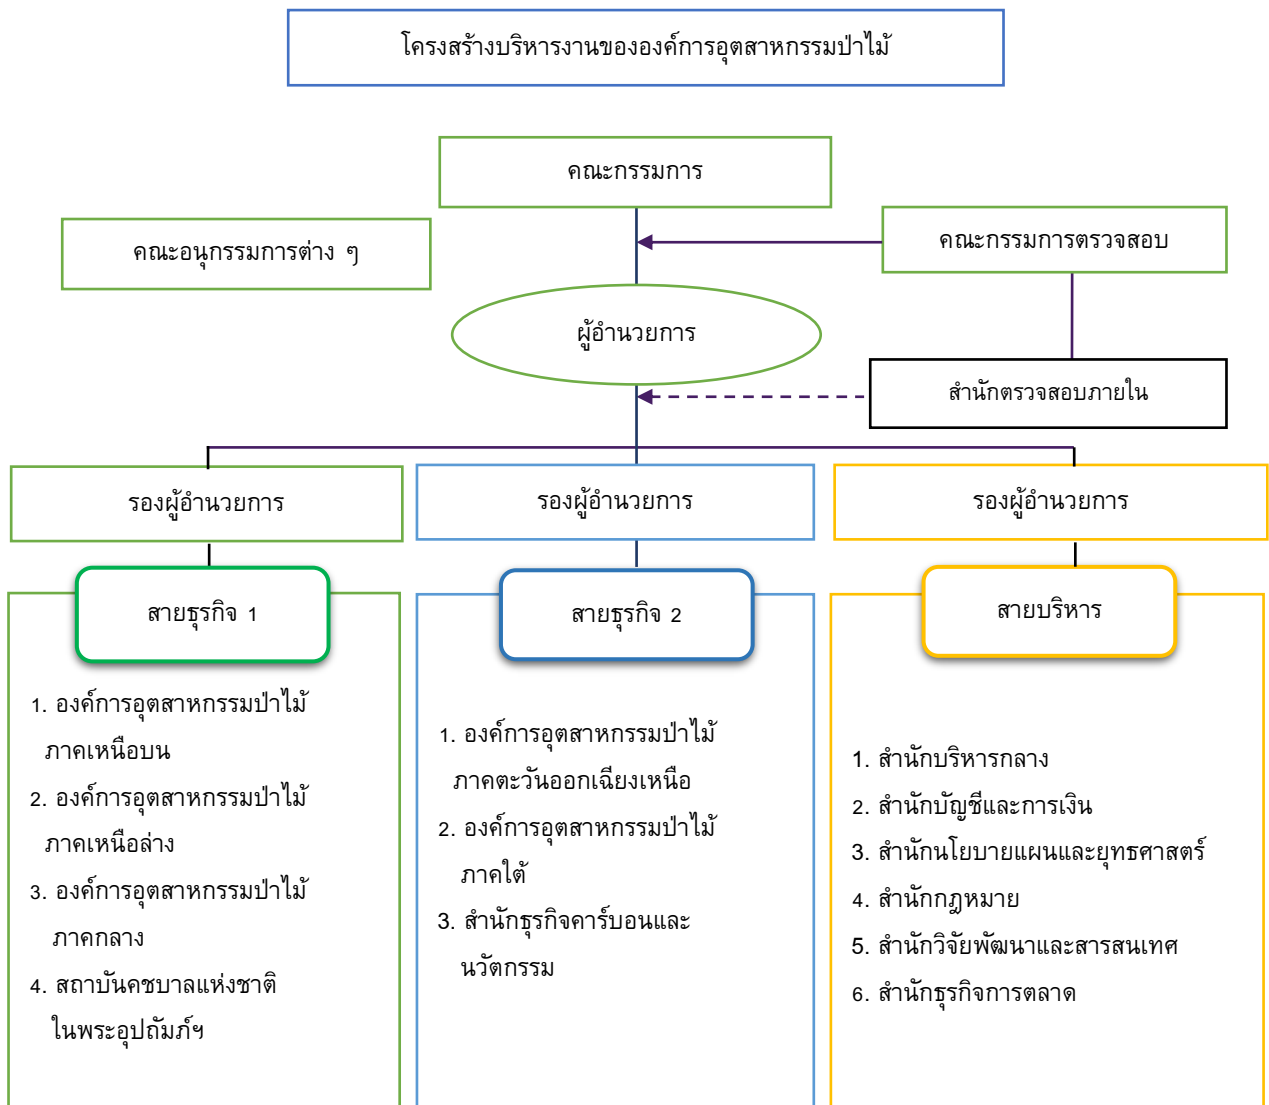 โครงสร้างบริหารงานขององค์การอุตสาหกรรมป่าไม้
คณะกรรมการ
คณะอนุกรรมการต่าง ๆ
คณะกรรมการตรวจสอบ
ผู้อำนวยการ
สำนักตรวจสอบภายใน
รองผู้อำนวยการ
รองผู้อำนวยการ
รองผู้อำนวยการ
สายธุรกิจ 1
สายธุรกิจ 2
สายบริหาร
1. องค์การอุตสาหกรรมป่าไม้
ภาคเหนือบน
2. องค์การอุตสาหกรรมป่าไม้
ภาคเหนือล่าง
3. องค์การอุตสาหกรรมป่าไม้
ภาคกลาง
4. สถาบันคชบาลแห่งชาติ
ในพระอุปถัมภ์ฯ
1. องค์การอุตสาหกรรมป่าไม้
ภาคตะวันออกเฉียงเหนือ
2. องค์การอุตสาหกรรมป่าไม้
ภาคใต้
3. สำนักธุรกิจคาร์บอนและ
นวัตกรรม
1. สำนักบริหารกลาง
2. สำนักบัญชีและการเงิน
3. สำนักนโยบายแผนและยุทธศาสตร์
4. สำนักกฎหมาย
5. สำนักวิจัยพัฒนาและสารสนเทศ
6. สำนักธุรกิจการตลาด